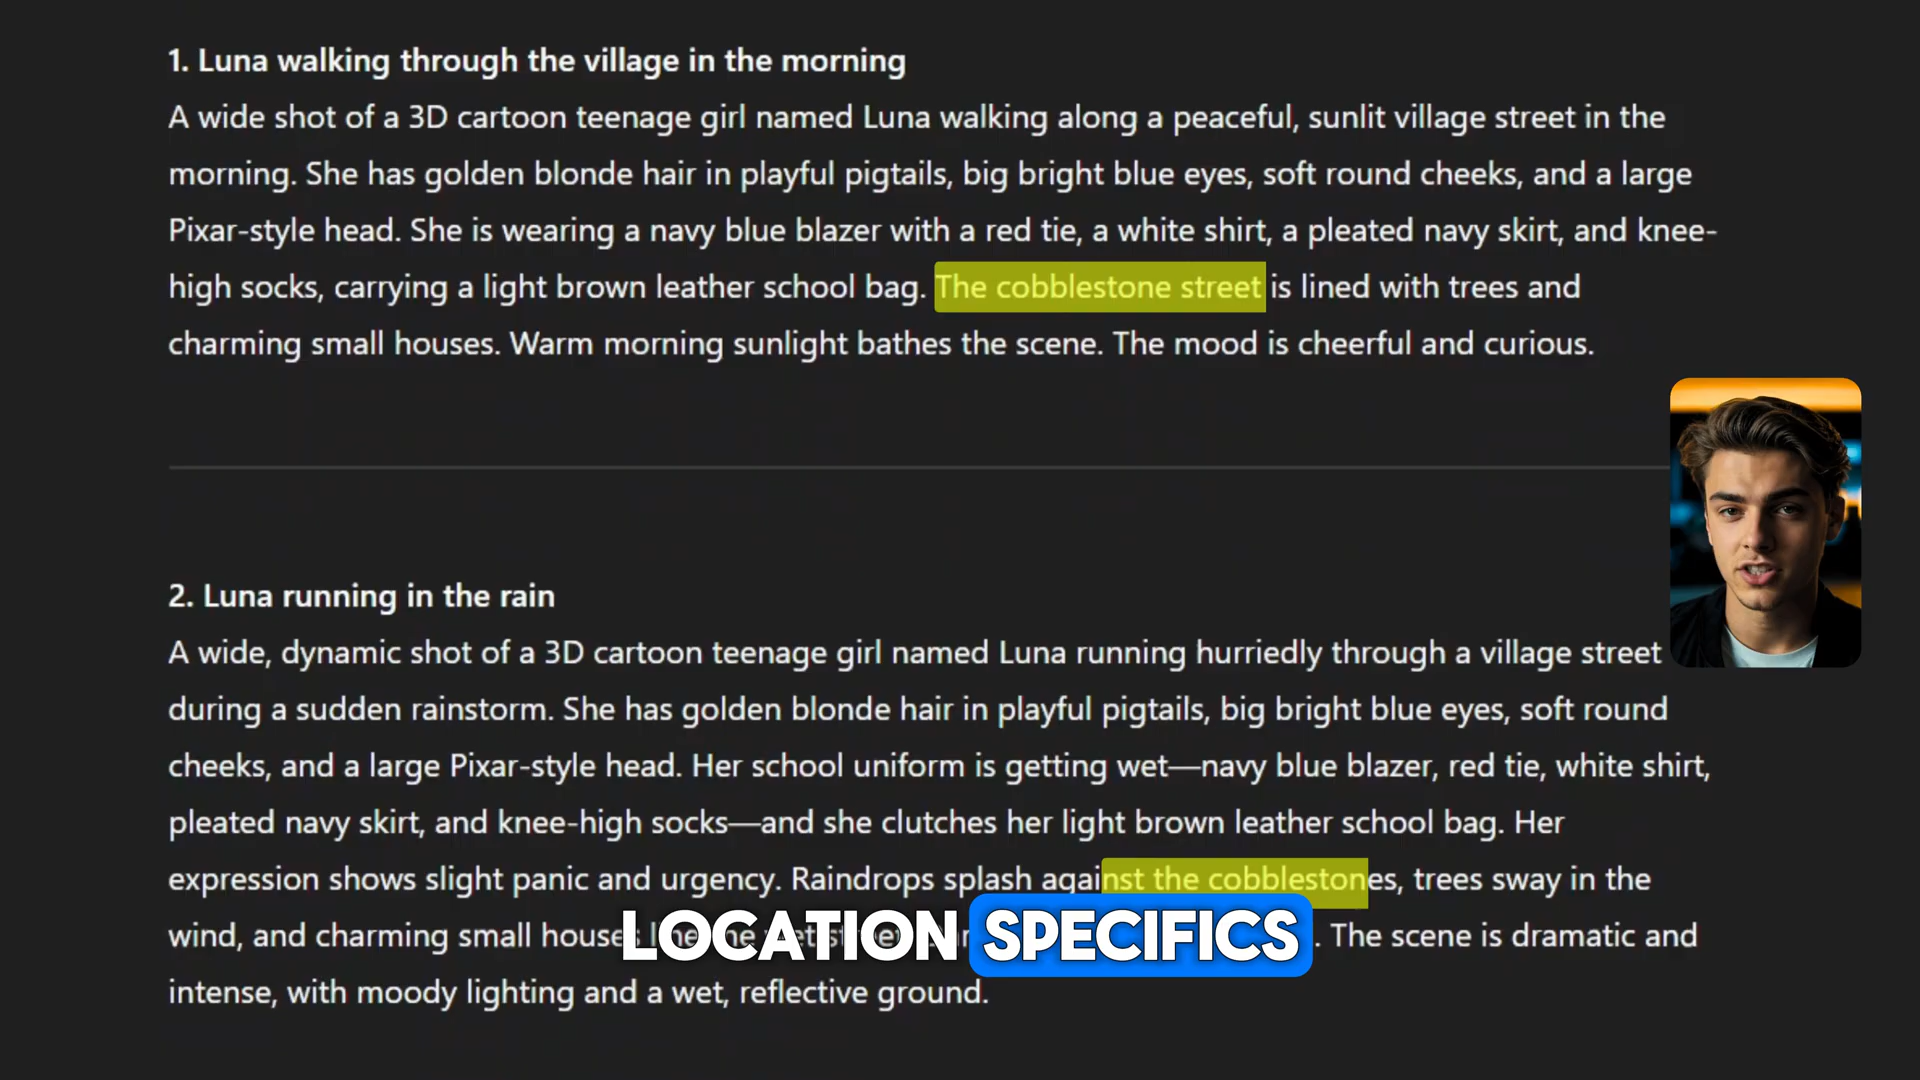 1. Luna walking through the village in the morning
A wide shot of a 3D cartoon teenage girl named Luna walking along a peaceful, sunlit village street in the
morning. She has golden blonde hair in playful pigtails, big bright blue eyes, soft round cheeks, and a large
Pixar-style head. She is wearing a navy blue blazer with a red tie, a white shirt, a pleated navy skirt, and knee-
high socks, carrying a light brown leather school bag. The cobblestone street is lined with trees and
charming small houses. Warm morning sunlight bathes the scene. The mood is cheerful and curious.
2. Luna running in the rain
A wide, dynamic shot of a 3D cartoon teenage girl named Luna running hurriedly through a village street
during a sudden rainstorm. She has golden blonde hair in playful pigtails, big bright blue eyes, soft round
cheeks, and a large Pixar-style head. Her school uniform is getting wet—navy blue blazer, red tie, white shirt,
pleated navy skirt, and knee-high socks—and she clutches her light brown leather school bag. Her
expression shows slight panic and urgency. Raindrops splash against the cobblestones, trees sway in the
wind, and charming small houses . The scene is dramatic and
LOCATION SPECIFICS
intense, with moody lighting and a wet, reflective ground.